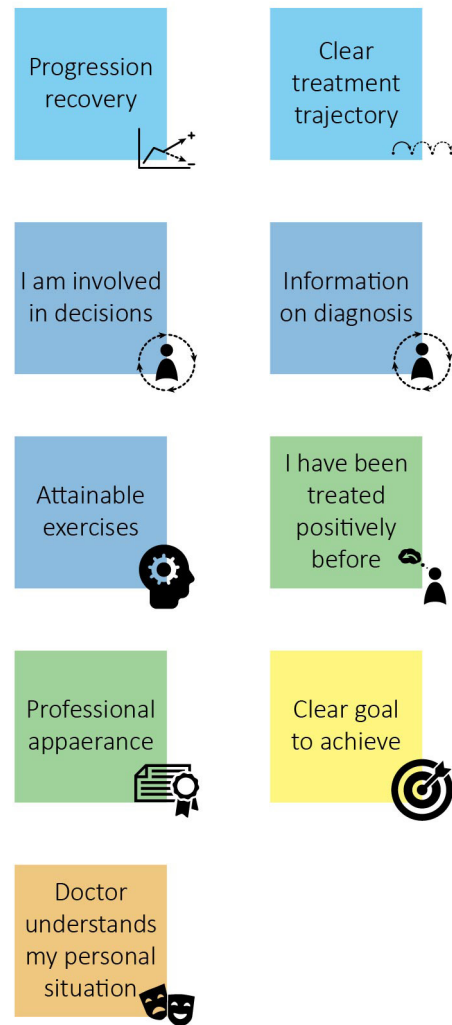 Progression
recovery
+
-
Clear
treatment
trajectory
I am involved
in decisions
Information
on diagnosis
Attainable
exercises
I have been
treated
positively
before
Professional
appaerance
Clear goal
to achieve
Doctor
understands
my personal
situation